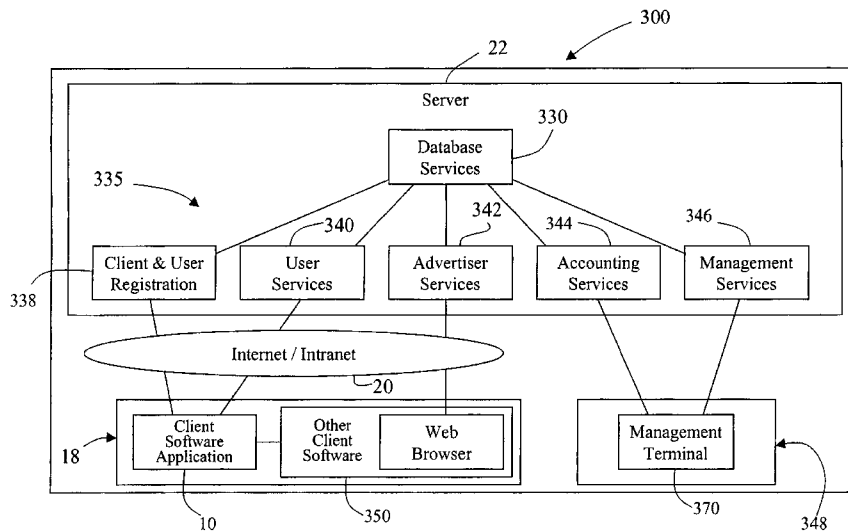 300
22
Server
330
Database
Services
335
340
342
344
346
Client & User
Registration
User
Services
Advertiser
Services
Accounting
Services
Management
Services
338
Internet / Intranet
20
18
Client
Software
Application
Other
Client
Software
Web
Browser
Management
Terminal
10
350
370
348